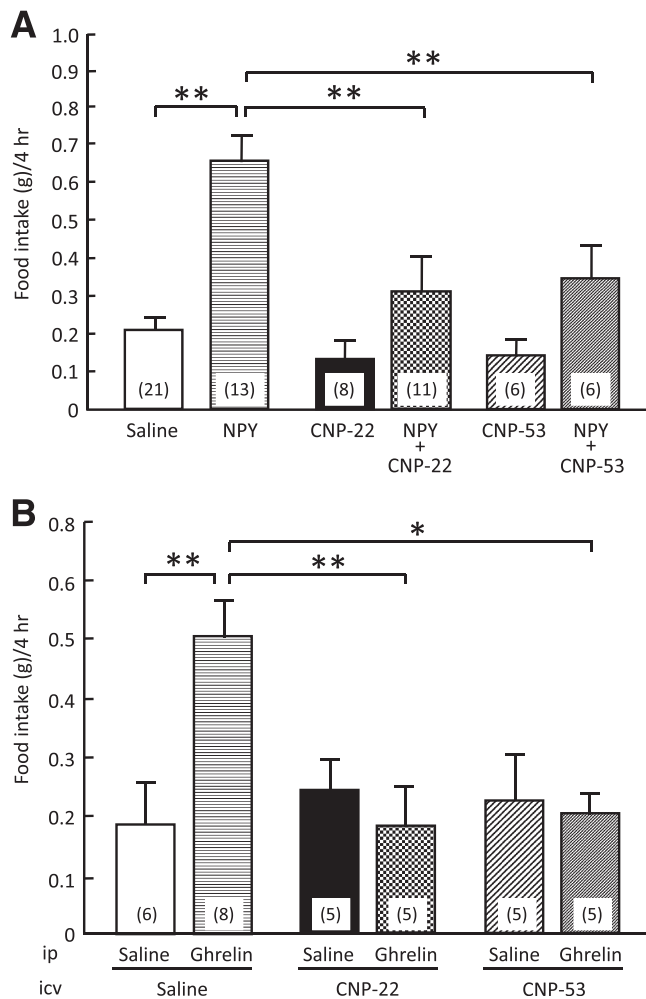 A
1.0
0.9
0.8
0.7
0.6
0.5
0.4
0.3
0.2
0.1
0
Food intake (g)/4 hr
** ** **
(21) (13) (8) (11) (6) (6)
Saline NPY CNP-22 NPY + CNP-22 CNP-53 NPY + CNP-53
B
0.8
0.6
0.5
0.4
0.3
0.2
0.1
0
Food intake (g)/4 hr
** ** *
(6) (8) (5) (5) (5) (5)
ip Saline Ghrelin Saline Ghrelin Saline Ghrelin
icv Saline CNP-22 CNP-53